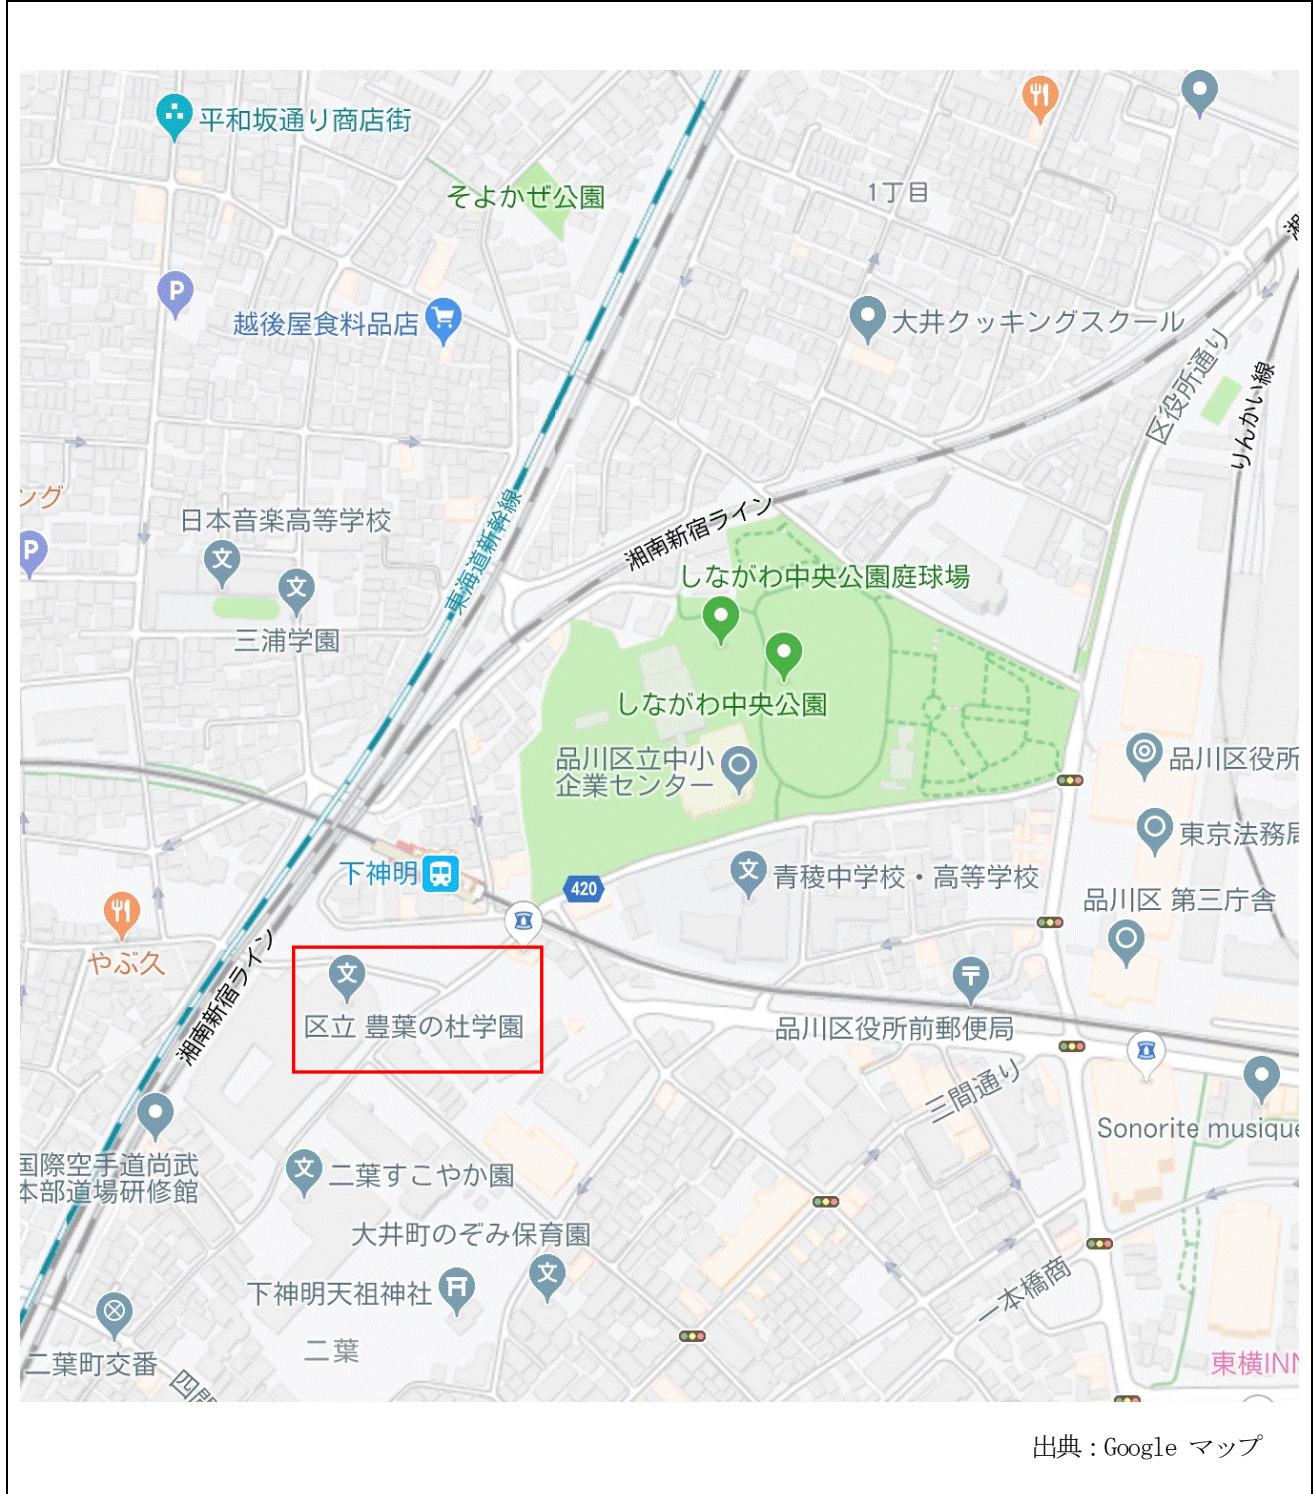 平和坂通り商店街
そよかぜ公園
1丁目
湘
越後屋食料品店
大井クッキングスクール
区役所通り
りんかい線
ング
日本音楽高等学校
東海道新幹線
湘南新宿ライン
しながわ中央公園庭球場
三浦学園
しながわ中央公園
品川区立中小
企業センター
品川区役所
東京法務局
下神明
420
青稜中学校・高等学校
品川区 第三庁舎
やぶ久
湘南新宿ライン
区立 豊葉の杜学園
品川区役所前郵便局
三間通り
Sonorite musique
国際空手道尚武
本部道場研修館
二葉すこやか園
大井町のぞみ保育園
下神明天祖神社
一本橋商
二葉
二葉町交番
四間
東横INN
出典：Google マップ